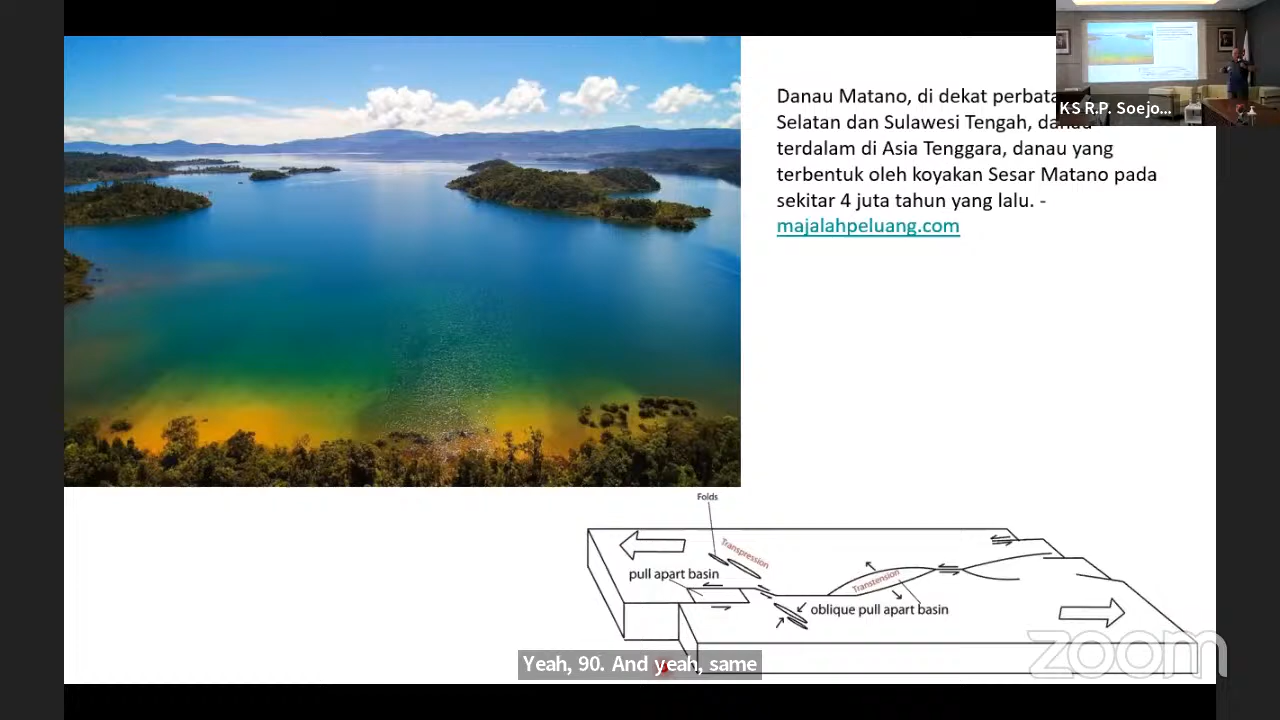 Danau Matano, di dekat perbata
KS R.P. Soejo...
Selatan dan Sulawesi Tengah, danau
terdalam di Asia Tenggara, danau yang
terbentuk oleh koyakan Sesar Matano pada
sekitar 4 juta tahun yang lalu. -
majalahpeluang.com
Folds
Transpression
pull apart basin
Transtension
oblique pull apart basin
Yeah, 90. And yeah, same
zoom